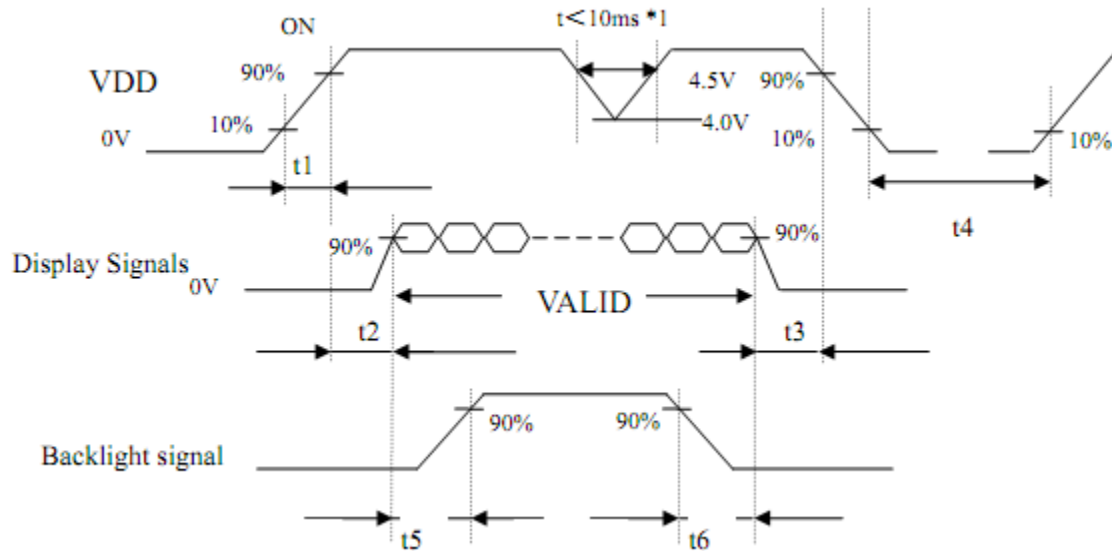 t<10ms *1
ON
90%
VDD
4.5V
90%
0V
10%
4.0V
10%
10%
t1
t4
90%
90%
Display Signals
0V
VALID
t2
t3
90%
90%
Backlight signal
t5
t6